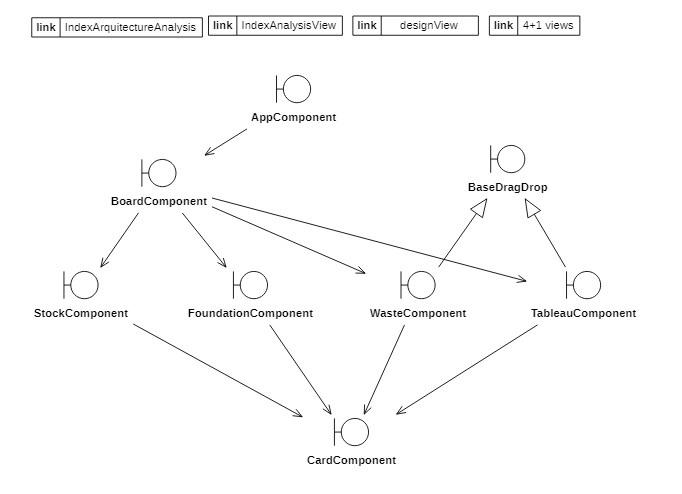 link IndexArquitectureAnalysis link IndexAnalysisView link designView link 4+1 views
AppComponent
BaseDragDrop
BoardComponent
StockComponent FoundationComponent WasteComponent TableauComponent
CardComponent